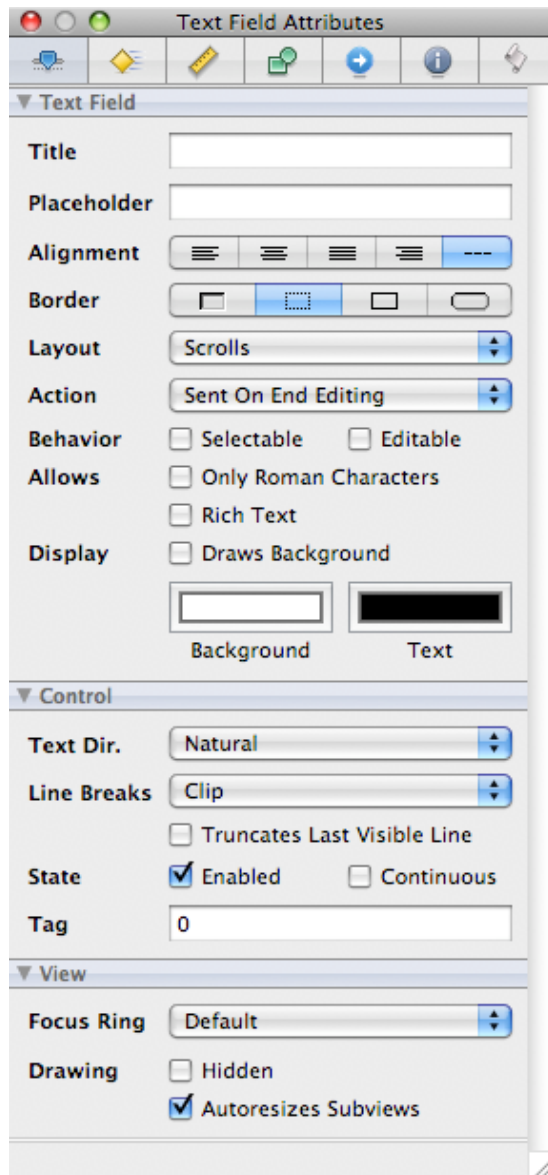 Text Field Attributes
Text Field
Title
Placeholder
Alignment
Border
Layout Scrolls
Action Sent On End Editing
Behavior Selectable Editable
Allows Only Roman Characters
Rich Text
Display Draws Background
Background Text
Control
Text Dir. Natural
Line Breaks Clip
Truncates Last Visible Line
State Enabled Continuous
Tag 0
View
Focus Ring Default
Drawing Hidden
Autoresizes Subviews